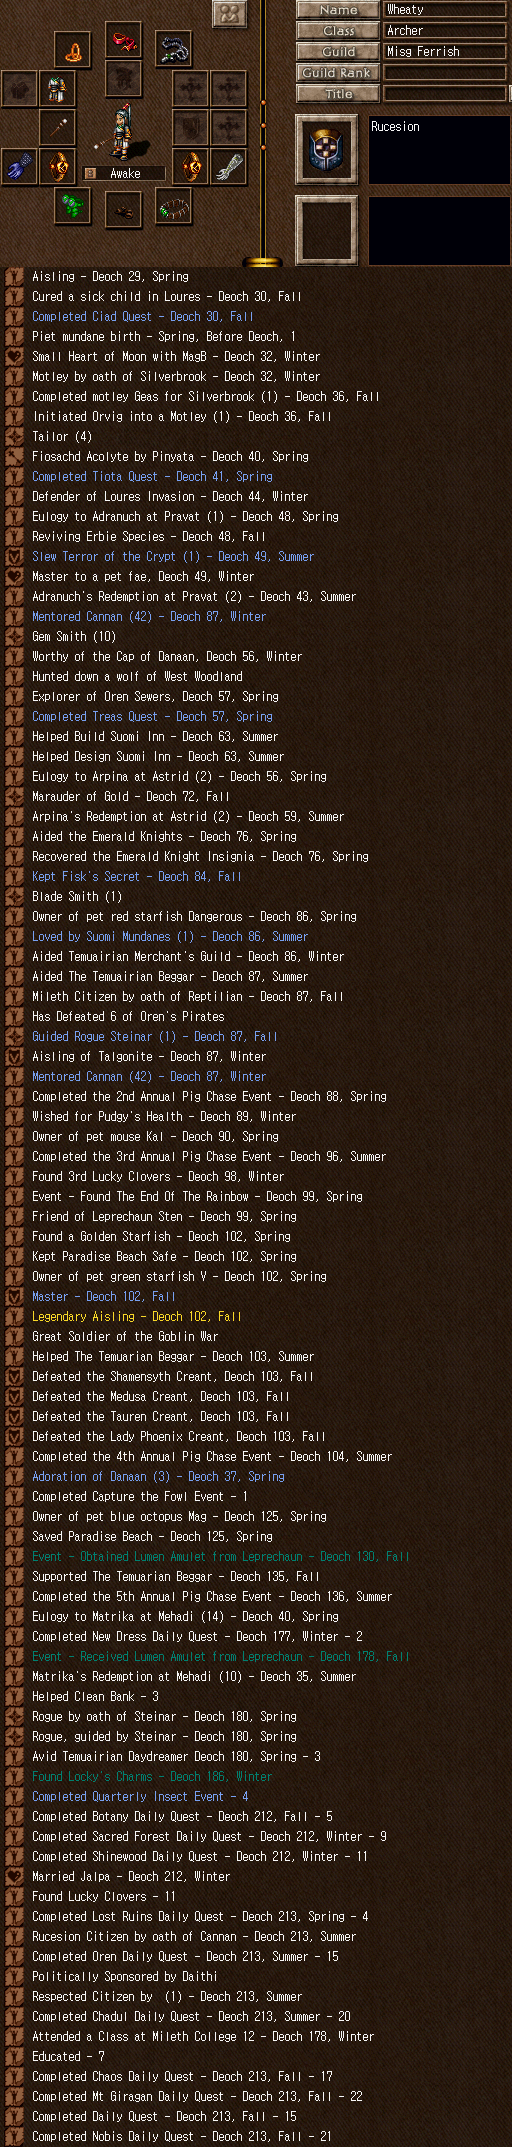 Name Wheaty
Class Archer
Guild Misg Ferrish
Guild Rank
Title
Rucesion
Awake
Aisling - Deoch 29, Spring
Cured a sick child in Loures - Deoch 30, Fall
Completed Ciad Quest - Deoch 30, Fall
Piet mundane birth - Spring, Before Deoch, 1
Small Heart of Moon with MagB - Deoch 32, Winter
Motley by oath of Silverbrook - Deoch 32, Winter
Completed motley Geas for Silverbrook (1) - Deoch 36, Fall
Initiated Orvig into a Motley (1) - Deoch 36, Fall
Tailor (4)
Fiosachd Acolyte by Pinyata - Deoch 40, Spring
Completed Tiota Quest - Deoch 41, Spring
Defender of Loures Invasion - Deoch 44, Winter
Eulogy to Adranuch at Pravat (1) - Deoch 48, Spring
Reviving Erbie Species - Deoch 48, Fall
Slew Terror of the Crypt (1) - Deoch 49, Summer
Master to a pet fae, Deoch 49, Winter
Adranuch's Redemption at Pravat (2) - Deoch 43, Summer
Mentored Cannan (42) - Deoch 87, Winter
Gem Smith (10)
Worthy of the Cap of Danaan, Deoch 56, Winter
Hunted down a wolf of West Woodland
Explorer of Oren Sewers, Deoch 57, Spring
Completed Treas Quest - Deoch 57, Spring
Helped Build Suomi Inn - Deoch 63, Summer
Helped Design Suomi Inn - Deoch 63, Summer
Eulogy to Arpina at Astrid (2) - Deoch 56, Spring
Marauder of Gold - Deoch 72, Fall
Arpina's Redemption at Astrid (2) - Deoch 59, Summer
Aided the Emerald Knights - Deoch 76, Spring
Recovered the Emerald Knight Insignia - Deoch 76, Spring
Kept Fisk's Secret - Deoch 84, Fall
Blade Smith (1)
Owner of pet red starfish Dangerous - Deoch 86, Spring
Loved by Suomi Mundanes (1) - Deoch 86, Summer
Aided Temuairian Merchant's Guild - Deoch 86, Winter
Aided The Temuairian Beggar - Deoch 87, Summer
Mileth Citizen by oath of Reptilian - Deoch 87, Fall
Has Defeated 6 of Oren's Pirates
Guided Rogue Steinar (1) - Deoch 87, Fall
Aisling of Talgonite - Deoch 87, Winter
Mentored Cannan (42) - Deoch 87, Winter
Completed the 2nd Annual Pig Chase Event - Deoch 88, Spring
Wished for Pudgy's Health - Deoch 89, Winter
Owner of pet mouse Kal - Deoch 90, Spring
Completed the 3rd Annual Pig Chase Event - Deoch 96, Summer
Found 3rd Lucky Clovers - Deoch 98, Winter
Event - Found The End Of The Rainbow - Deoch 99, Spring
Friend of Leprechaun Sten - Deoch 99, Spring
Found a Golden Starfish - Deoch 102, Spring
Kept Paradise Beach Safe - Deoch 102, Spring
Owner of pet green starfish V - Deoch 102, Spring
Master - Deoch 102, Fall
Legendary Aisling - Deoch 102, Fall
Great Soldier of the Goblin War
Helped The Temuarian Beggar - Deoch 103, Summer
Defeated the Shamensyth Creant, Deoch 103, Fall
Defeated the Medusa Creant, Deoch 103, Fall
Defeated the Tauren Creant, Deoch 103, Fall
Defeated the Lady Phoenix Creant, Deoch 103, Fall
Completed the 4th Annual Pig Chase Event - Deoch 104, Summer
Adoration of Danaan (3) - Deoch 37, Spring
Completed Capture the Fowl Event - 1
Owner of pet blue octopus Mag - Deoch 125, Spring
Saved Paradise Beach - Deoch 125, Spring
Event - Obtained Lumen Amulet from Leprechaun - Deoch 130, Fall
Supported The Temuarian Beggar - Deoch 135, Fall
Completed the 5th Annual Pig Chase Event - Deoch 136, Summer
Eulogy to Matrika at Mehadi (14) - Deoch 40, Spring
Completed New Dress Daily Quest - Deoch 177, Winter - 2
Event - Received Lumen Amulet from Leprechaun - Deoch 178, Fall
Matrika's Redemption at Mehadi (10) - Deoch 35, Summer
Helped Clean Bank - 3
Rogue by oath of Steinar - Deoch 180, Spring
Rogue, guided by Steinar - Deoch 180, Spring
Avid Temuairian Daydreamer Deoch 180, Spring - 3
Found Locky's Charms - Deoch 186, Winter
Completed Quarterly Insect Event - 4
Completed Botany Daily Quest - Deoch 212, Fall - 5
Completed Sacred Forest Daily Quest - Deoch 212, Winter - 9
Completed Shinewood Daily Quest - Deoch 212, Winter - 11
Married Jalpa - Deoch 212, Winter
Found Lucky Clovers - 11
Completed Lost Ruins Daily Quest - Deoch 213, Spring - 4
Rucesion Citizen by oath of Cannan - Deoch 213, Summer
Completed Oren Daily Quest - Deoch 213, Summer - 15
Politically Sponsored by Daithi
Respected Citizen by  (1) - Deoch 213, Summer
Completed Chadul Daily Quest - Deoch 213, Summer - 20
Attended a Class at Mileth College 12 - Deoch 178, Winter
Educated - 7
Completed Chaos Daily Quest - Deoch 213, Fall - 17
Completed Mt Giragan Daily Quest - Deoch 213, Fall - 22
Completed Daily Quest - Deoch 213, Fall - 15
Completed Nobis Daily Quest - Deoch 213, Fall - 21